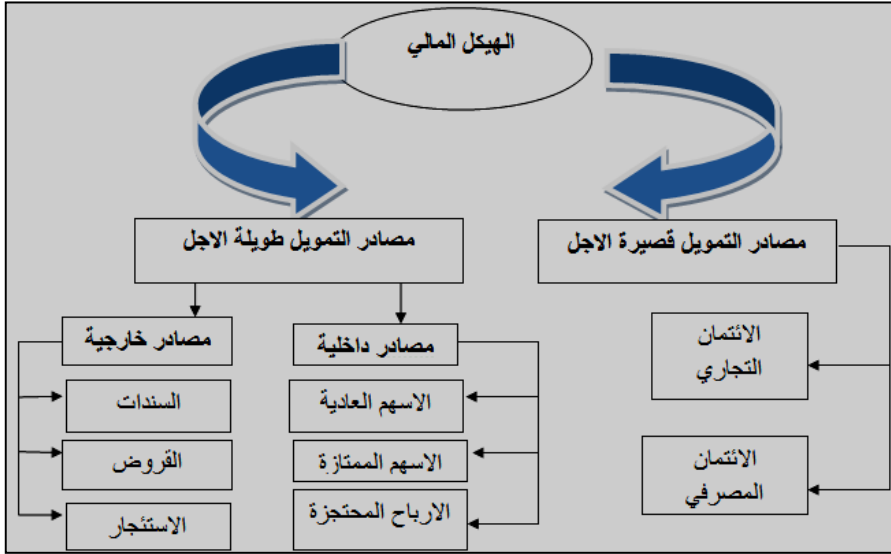 الهيكل المالي
مصادر التمويل قصيرة الاجل
الائتمان
التجاري
الائتمان
المصرفي
مصادر التمويل طويلة الاجل
مصادر داخلية
الاسهم العادية
الاسهم الممتازة
الارباح المحتجزة
مصادر خارجية
السندات
القروض
الاستئجار